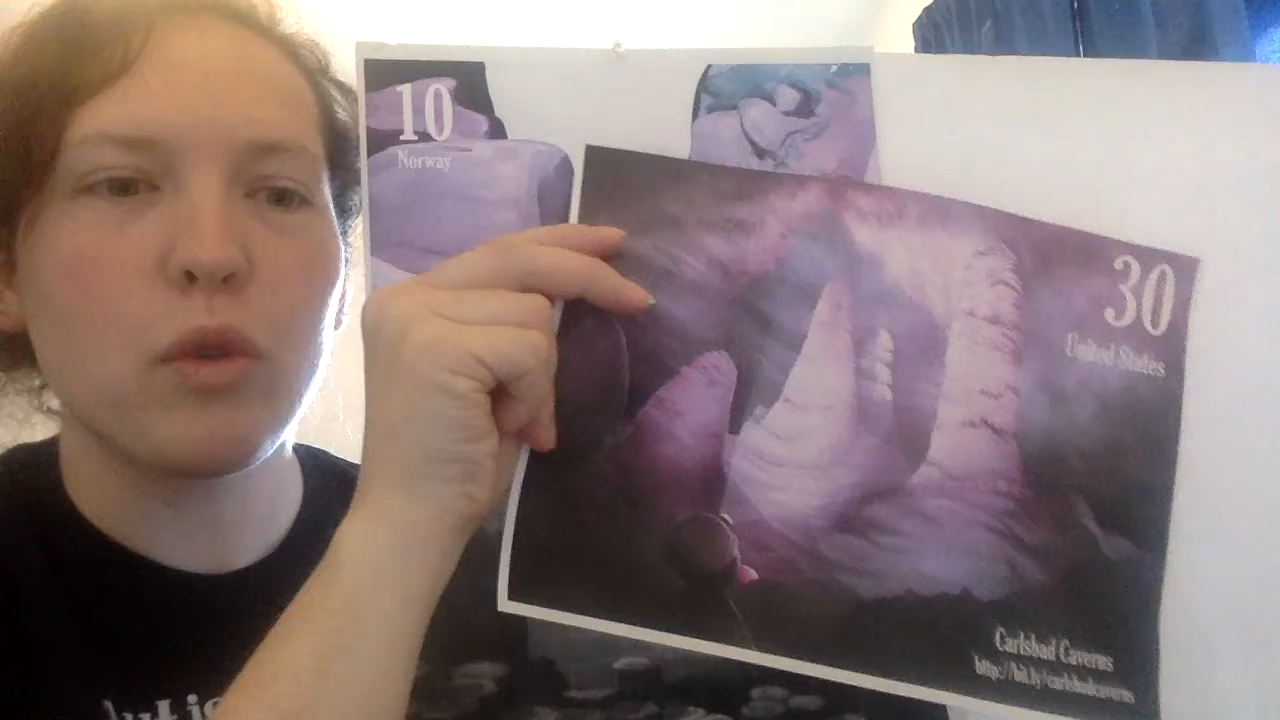 10
Norway
30
United States
Carlsbad Caverns
http://bit.ly/carlsbadcaverns